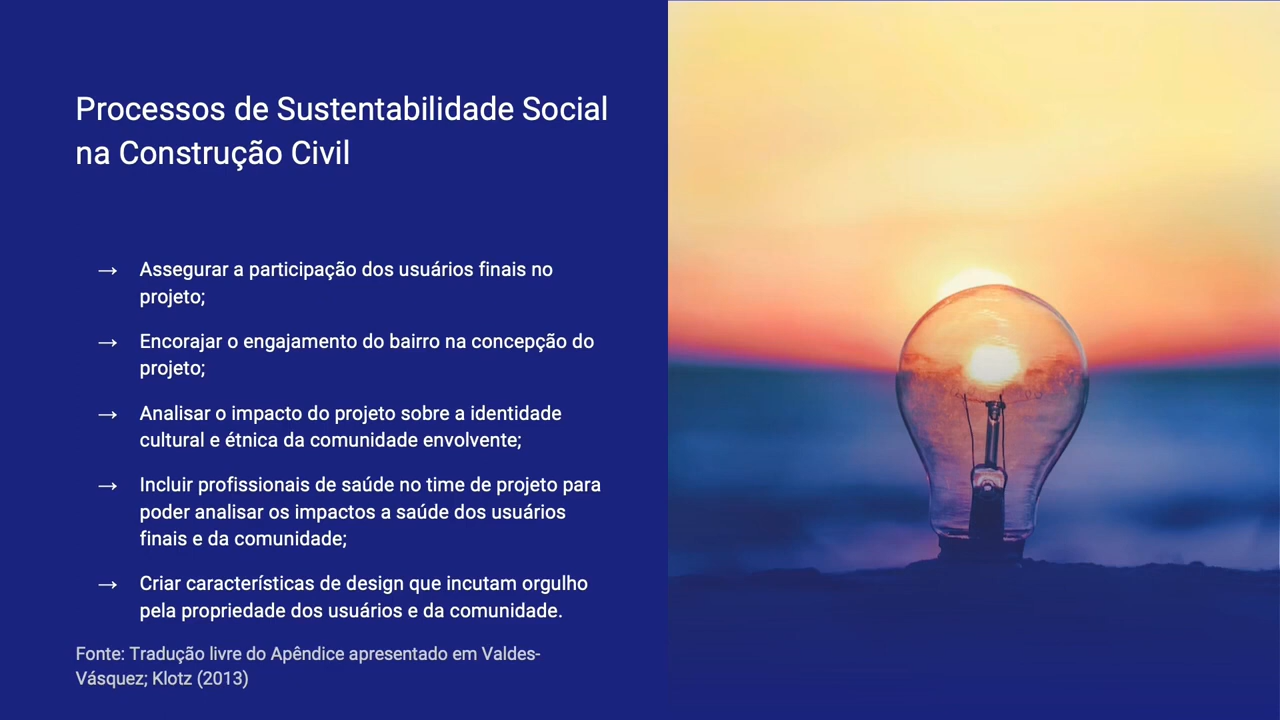 Processos de Sustentabilidade Social
na Construção Civil
→ Assegurar a participação dos usuários finais no
projeto;
→ Encorajar o engajamento do bairro na concepção do
projeto;
→ Analisar o impacto do projeto sobre a identidade
cultural e étnica da comunidade envolvente;
→ Incluir profissionais de saúde no time de projeto para
poder analisar os impactos a saúde dos usuários
finais e da comunidade;
→ Criar características de design que incutam orgulho
pela propriedade dos usuários e da comunidade.
Fonte: Tradução livre do Apêndice apresentado em Valdes-
Vásquez; Klotz (2013)